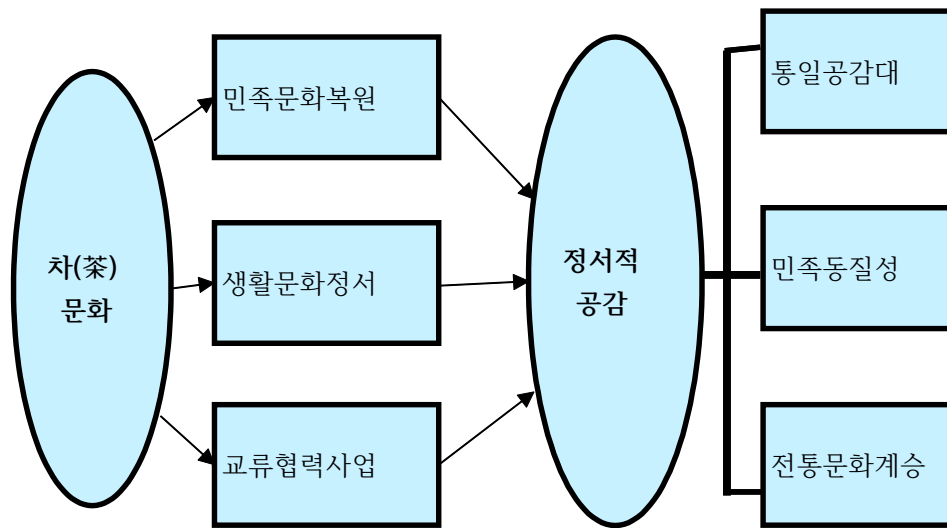 차(茶)
문화
민족문화복원
생활문화정서
교류협력사업
정서적
공감
통일공감대
민족동질성
전통문화계승